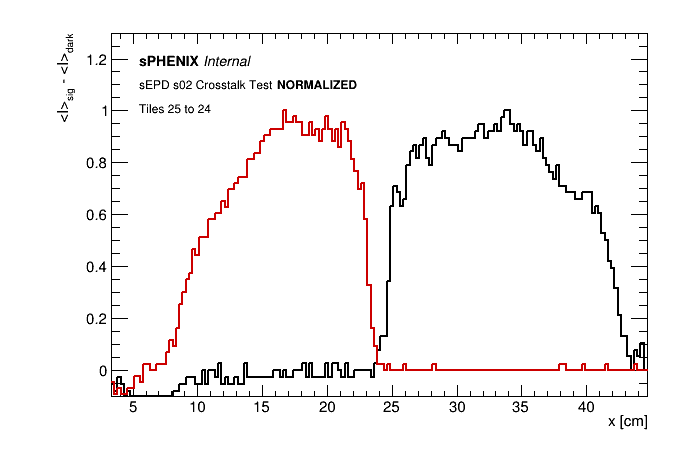 <I>sig - <I>dark
1.2
1
0.8
0.6
0.4
0.2
0
sPHENIX Internal
sEPD s02 Crosstalk Test NORMALIZED
Tiles 25 to 24
5 10 15 20 25 30 35 40
x [cm]